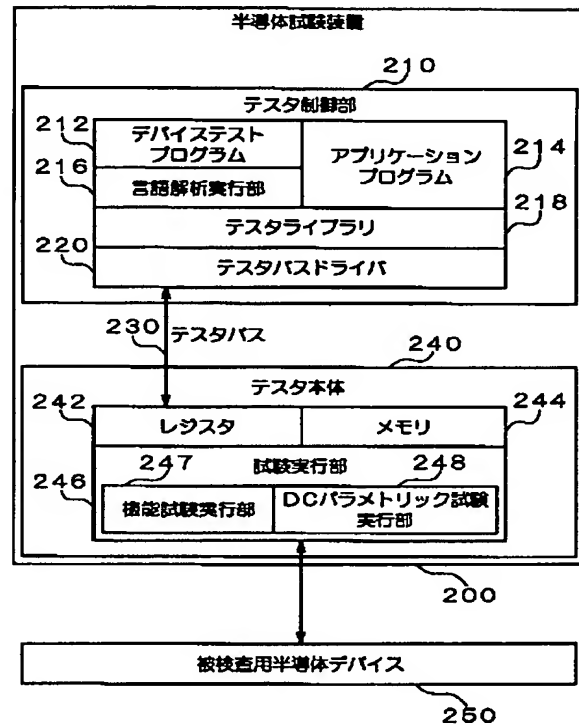 半導体試験装置
210
テスタ制御部
212
デバイステスト
プログラム
アプリケーション
プログラム
214
216
言語解析実行部
218
テスタライブラリ
220
テスタバスドライバ
230
テスタバス
240
テスタ本体
242
レジスタ
メモリ
244
試験実行部
246
247
248
機能試験実行部
DCパラメトリック試験
実行部
200
被検査用半導体デバイス
250